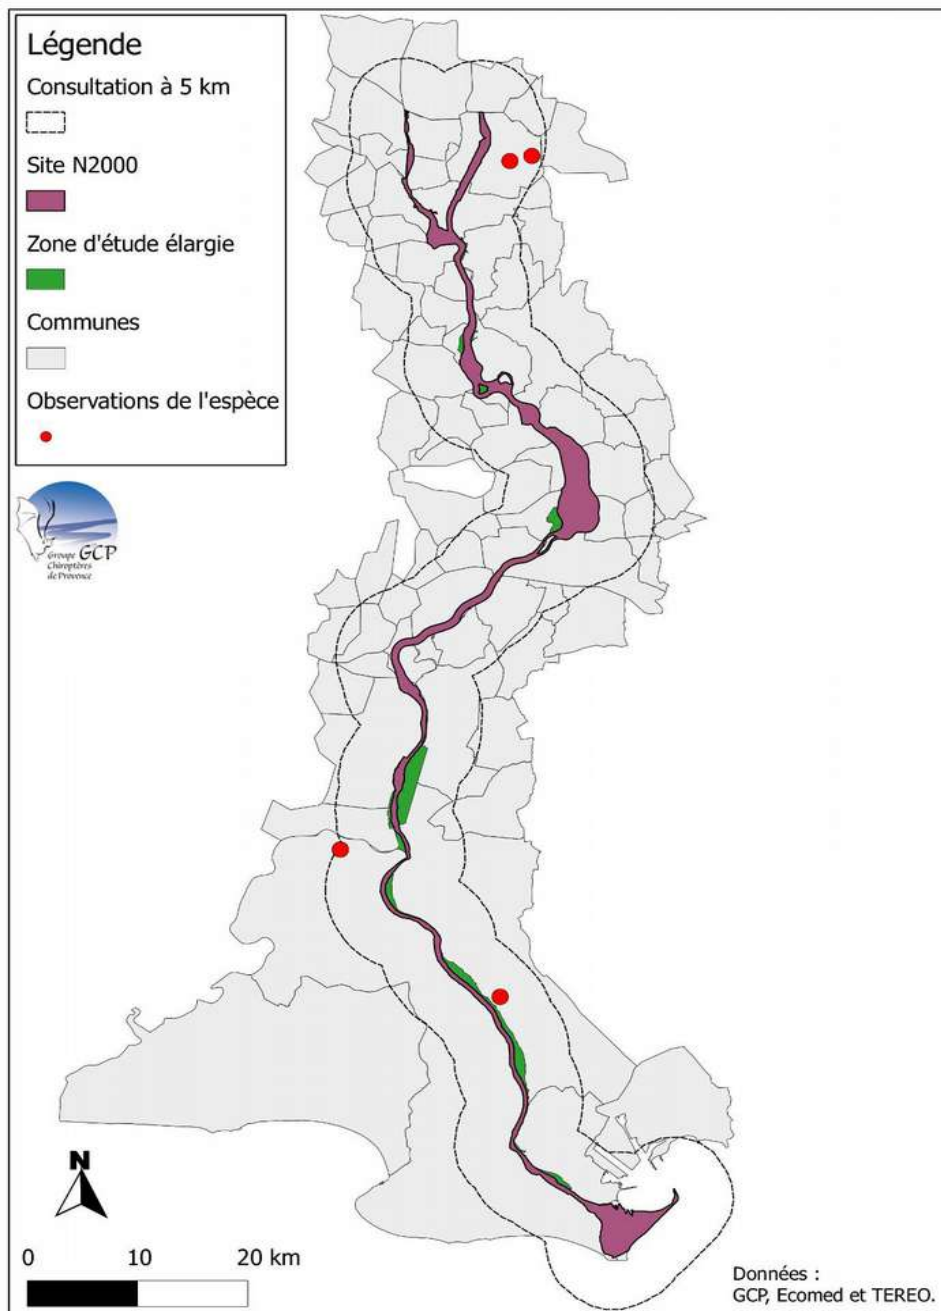 Légende
Consultation à 5 km
Site N2000
Zone d'étude élargie
Communes
Observations de l'espèce
Groupe GCP
Chiroptères
de Provence
N
0 10 20 km
Données :
GCP, Ecomed et TEREO.